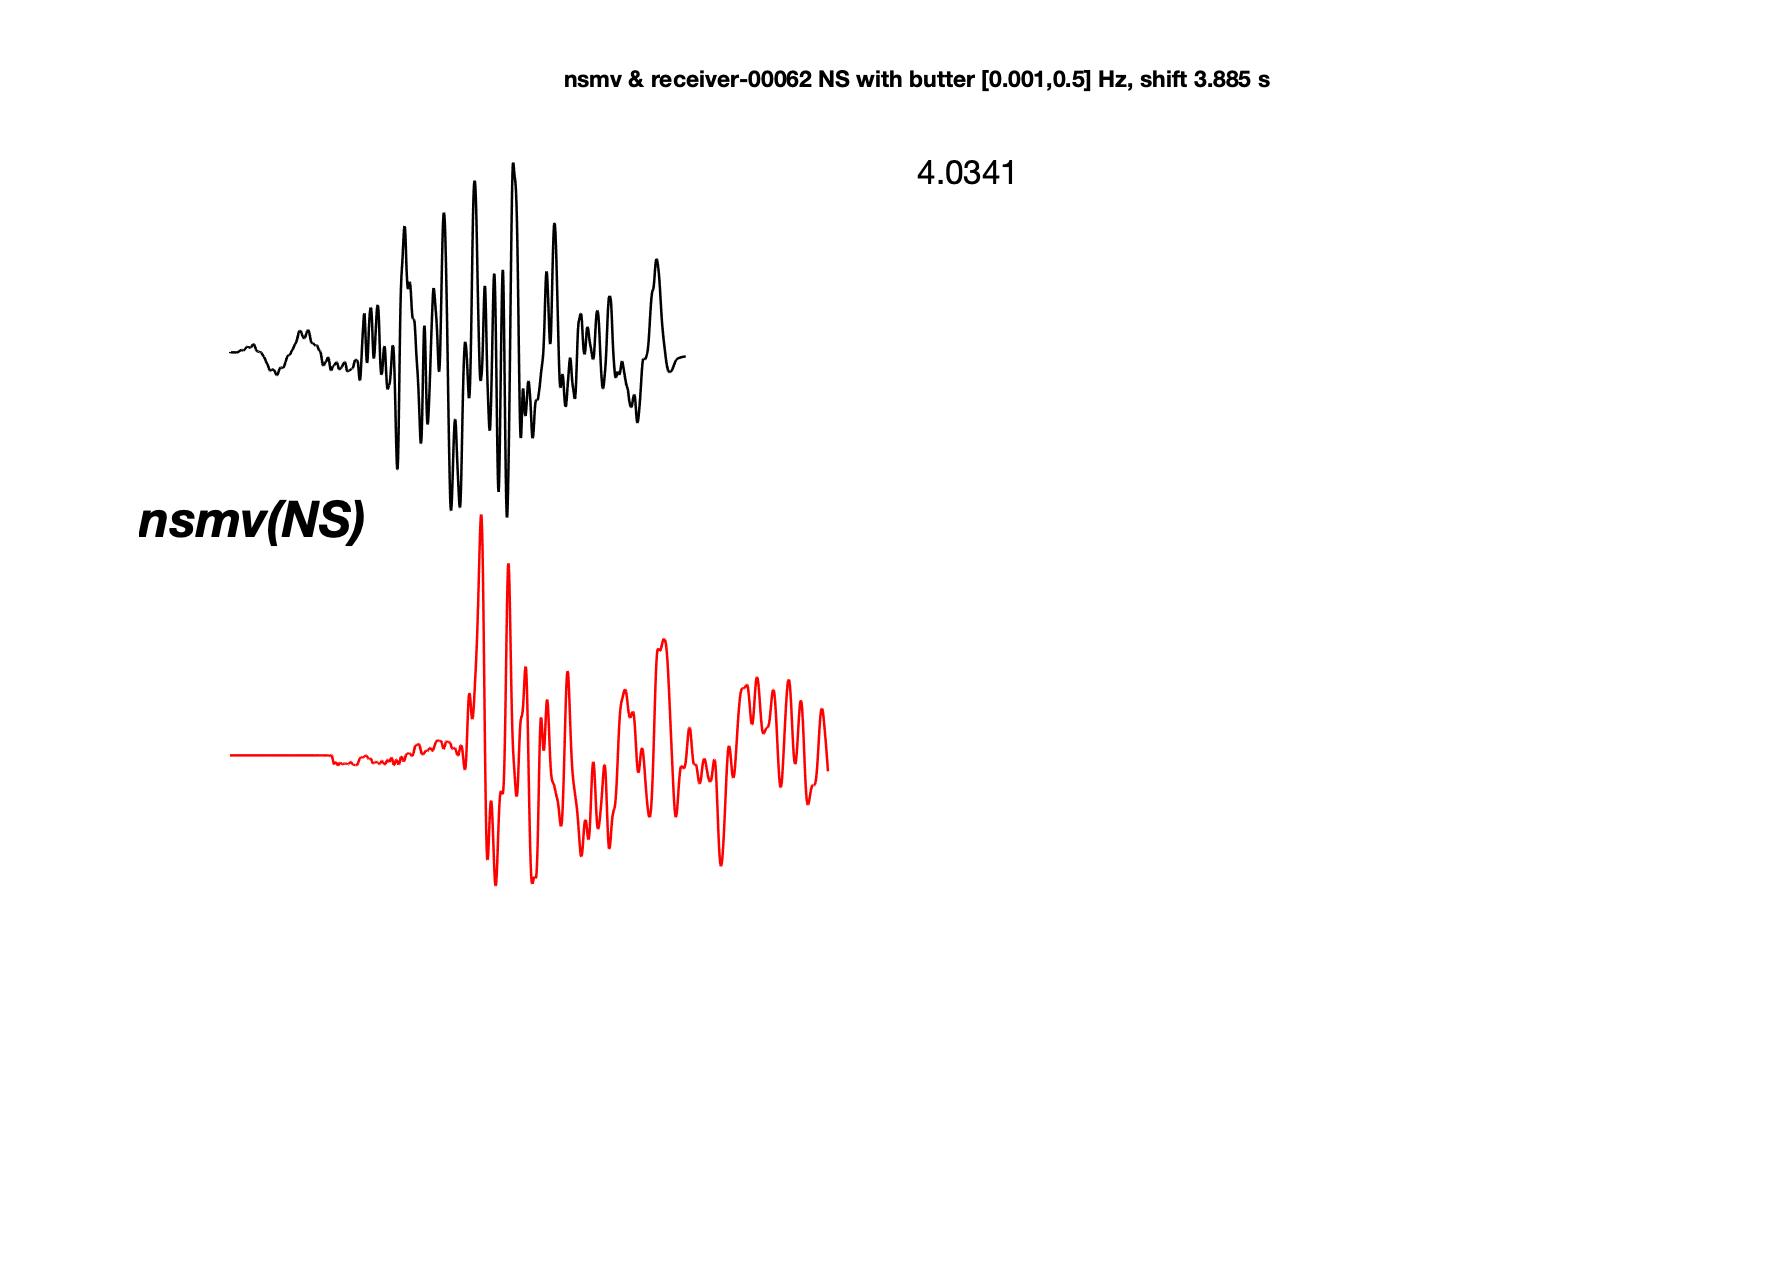 nsmv & receiver-00062 NS with butter [0.001,0.5] Hz, shift 3.885 s
4.0341
nsmv(NS)